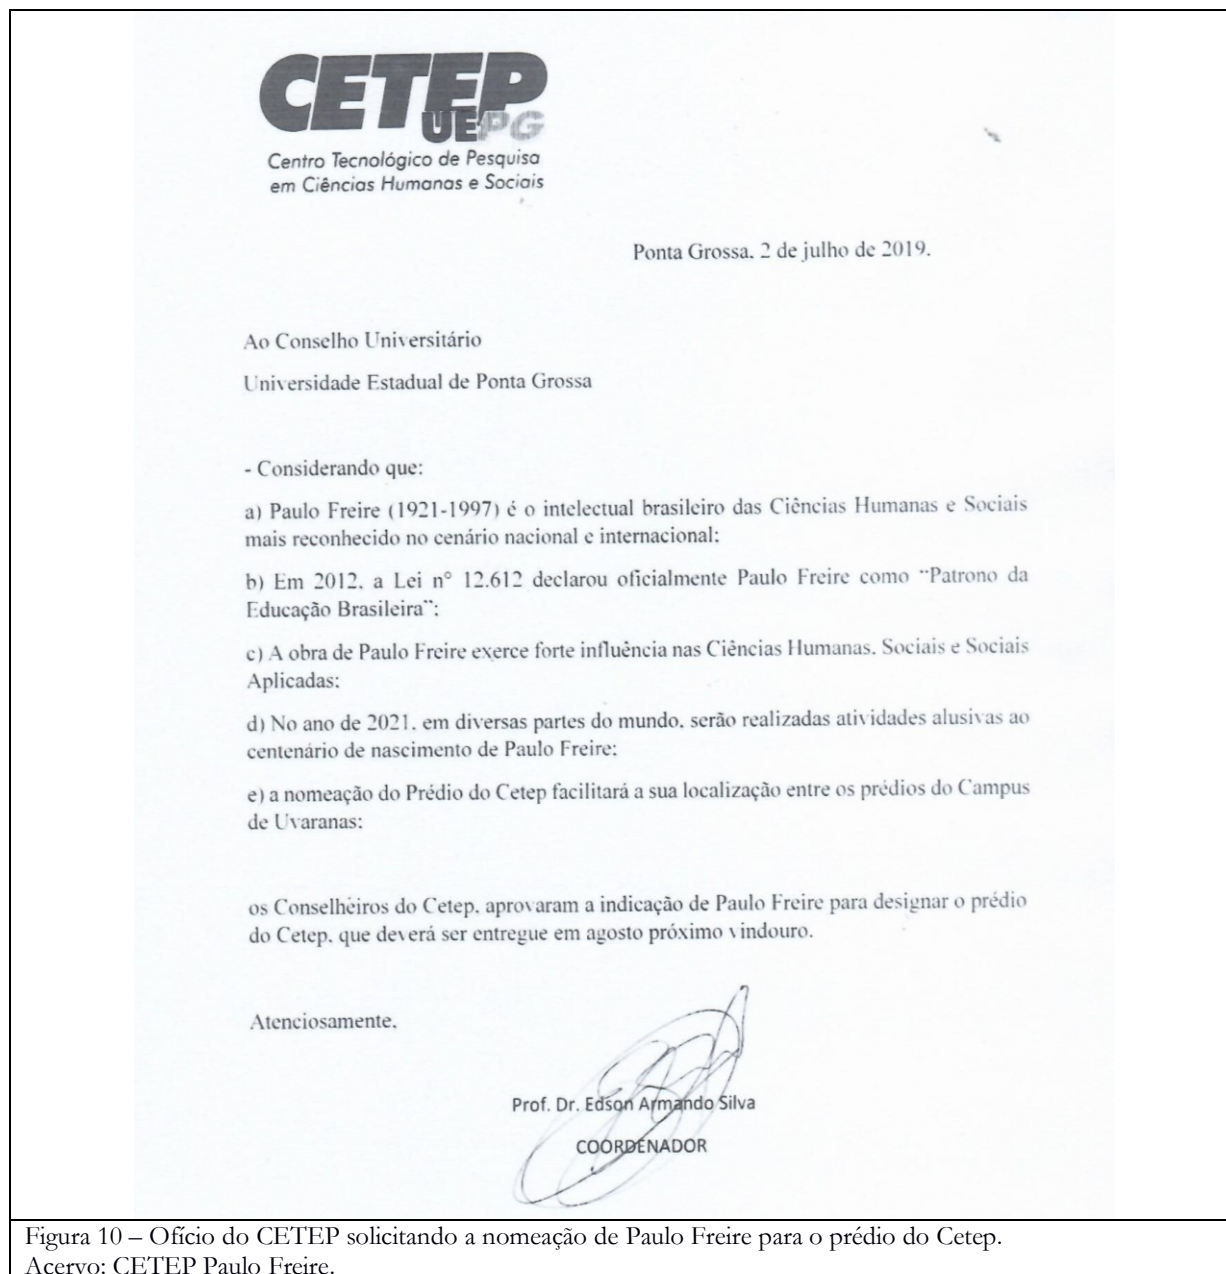 CETEP
UEPG
Centro Tecnológico de Pesquisa
em Ciências Humanas e Sociais
Ponta Grossa, 2 de julho de 2019.
Ao Conselho Universitário
Universidade Estadual de Ponta Grossa
- Considerando que:
a) Paulo Freire (1921-1997) é o intelectual brasileiro das Ciências Humanas e Sociais
mais reconhecido no cenário nacional e internacional;
b) Em 2012, a Lei n° 12.612 declarou oficialmente Paulo Freire como “Patrono da
Educação Brasileira”;
c) A obra de Paulo Freire exerce forte influência nas Ciências Humanas, Sociais e Sociais
Aplicadas;
d) No ano de 2021, em diversas partes do mundo, serão realizadas atividades alusivas ao
centenário de nascimento de Paulo Freire;
e) a nomeação do Prédio do Cetep facilitará a sua localização entre os prédios do Campus
de Uvaranas;
os Conselheiros do Cetep, aprovaram a indicação de Paulo Freire para designar o prédio
do Cetep, que deverá ser entregue em agosto próximo vindouro.
Atenciosamente,
Prof. Dr. Edson Armando Silva
COORDENADOR
Figura 10 – Ofício do CETEP solicitando a nomeação de Paulo Freire para o prédio do Cetep.
Acervo: CETEP Paulo Freire.